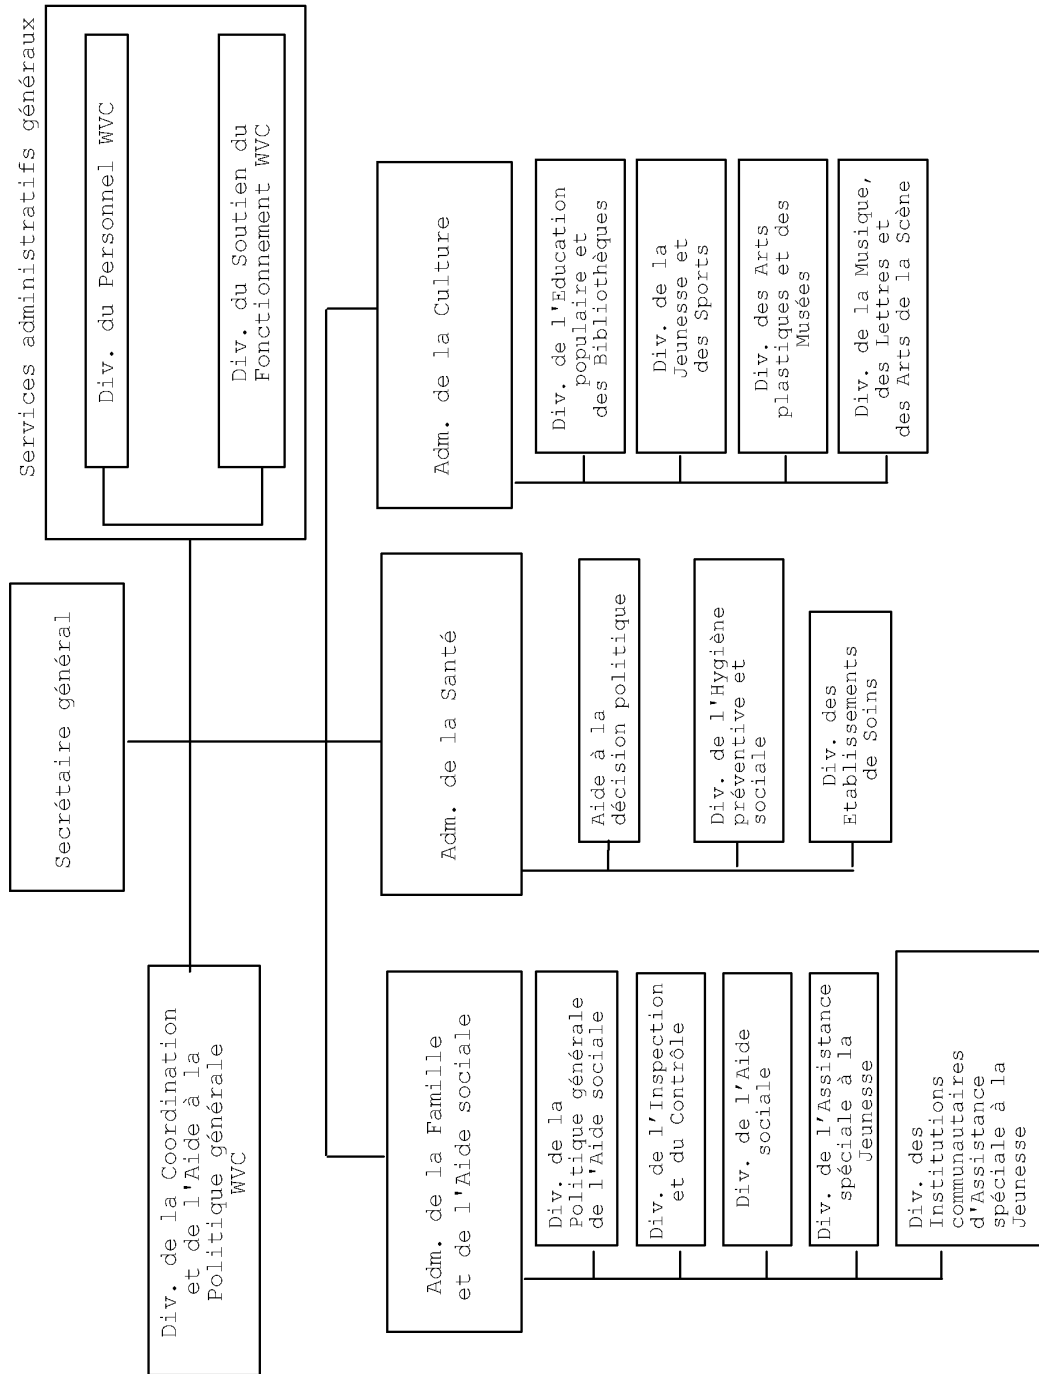 Secrétaire général
Services administratifs généraux
Div. du Personnel WVC
Div. du Soutien du
Fonctionnement WVC
Div. de la Coordination
et de l'Aide à la
Politique générale
WVC
Adm. de la Famille
et de l'Aide sociale
Div. de la
Politique générale
de l'Aide sociale
Div. de l'Inspection
et du Contrôle
Div. de l'Aide
sociale
Div. de l'Assistance
spéciale à la
Jeunesse
Div. des
Institutions
communautaires
d'Assistance
spéciale à la
Jeunesse
Adm. de la Santé
Aide à la
décision politique
Div. de l'Hygiène
préventive et
sociale
Div. des
Etablissements
de Soins
Adm. de la Culture
Div. de l'Education
populaire et
des Bibliothèques
Div. de la
Jeunesse et
des Sports
Div. des Arts
plastiques et des
Musées
Div. de la Musique,
des Lettres et
des Arts de la Scène